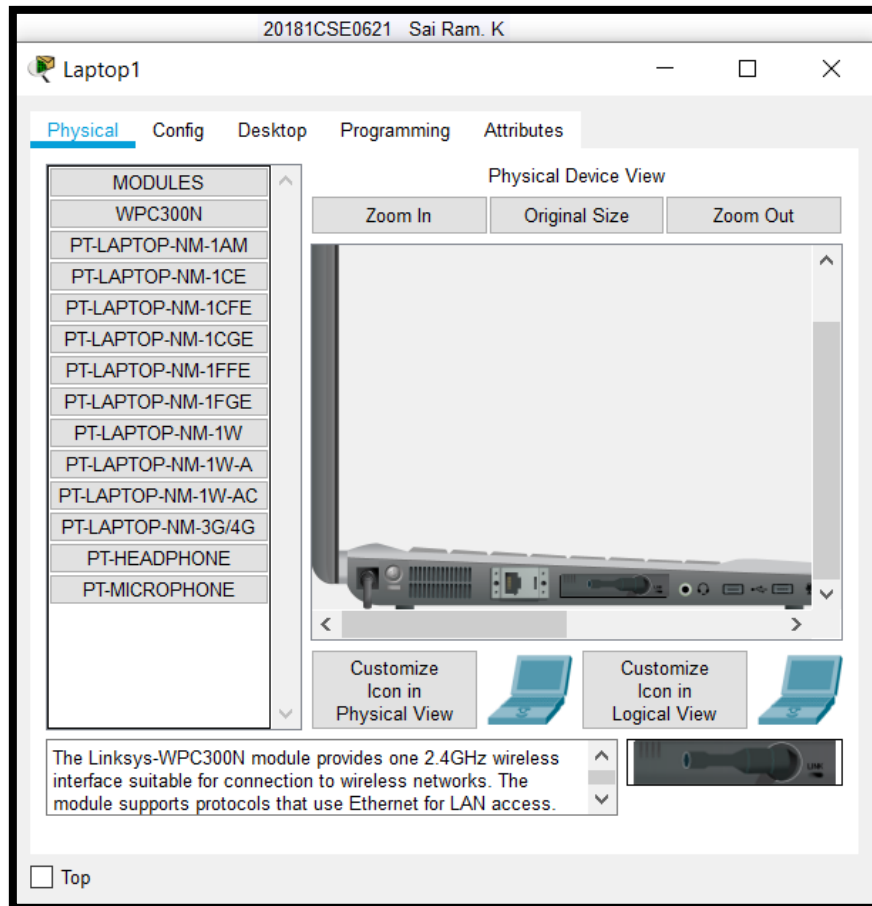 20181CSE0621 Sai Ram. K
Laptop1
Physical Config Desktop Programming Attributes
MODULES
WPC300N
PT-LAPTOP-NM-1AM
PT-LAPTOP-NM-1CE
PT-LAPTOP-NM-1CFE
PT-LAPTOP-NM-1CGE
PT-LAPTOP-NM-1FFE
PT-LAPTOP-NM-1FGE
PT-LAPTOP-NM-1W
PT-LAPTOP-NM-1W-A
PT-LAPTOP-NM-1W-AC
PT-LAPTOP-NM-3G/4G
PT-HEADPHONE
PT-MICROPHONE
Physical Device View
Zoom In Original Size Zoom Out
Customize
Icon in
Physical View
Customize
Icon in
Logical View
The Linksys-WPC300N module provides one 2.4GHz wireless
interface suitable for connection to wireless networks. The
module supports protocols that use Ethernet for LAN access.
LINK
Top